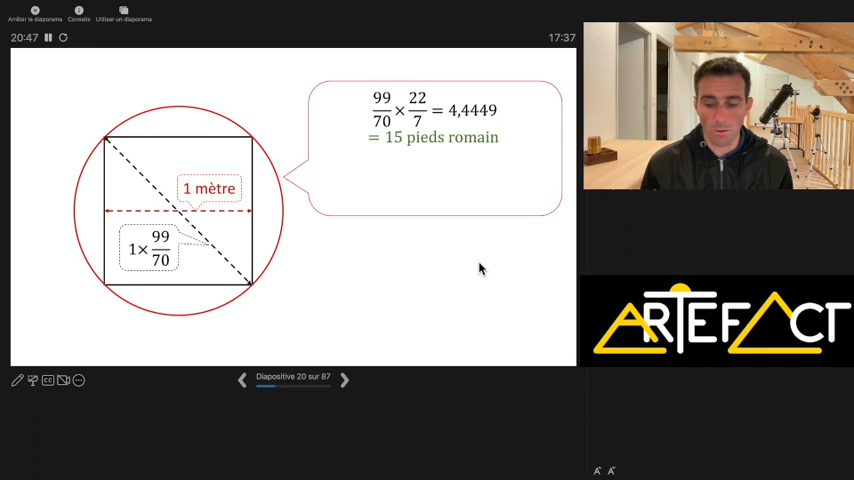 Arrêter le diaporama Conseils Utiliser un diaporama
20:47 17:37
99/70 × 22/7 = 4,4449
= 15 pieds romain
1 mètre
1× 99/70
ARTEFACT
CC
Diapositive 20 sur 87
A A